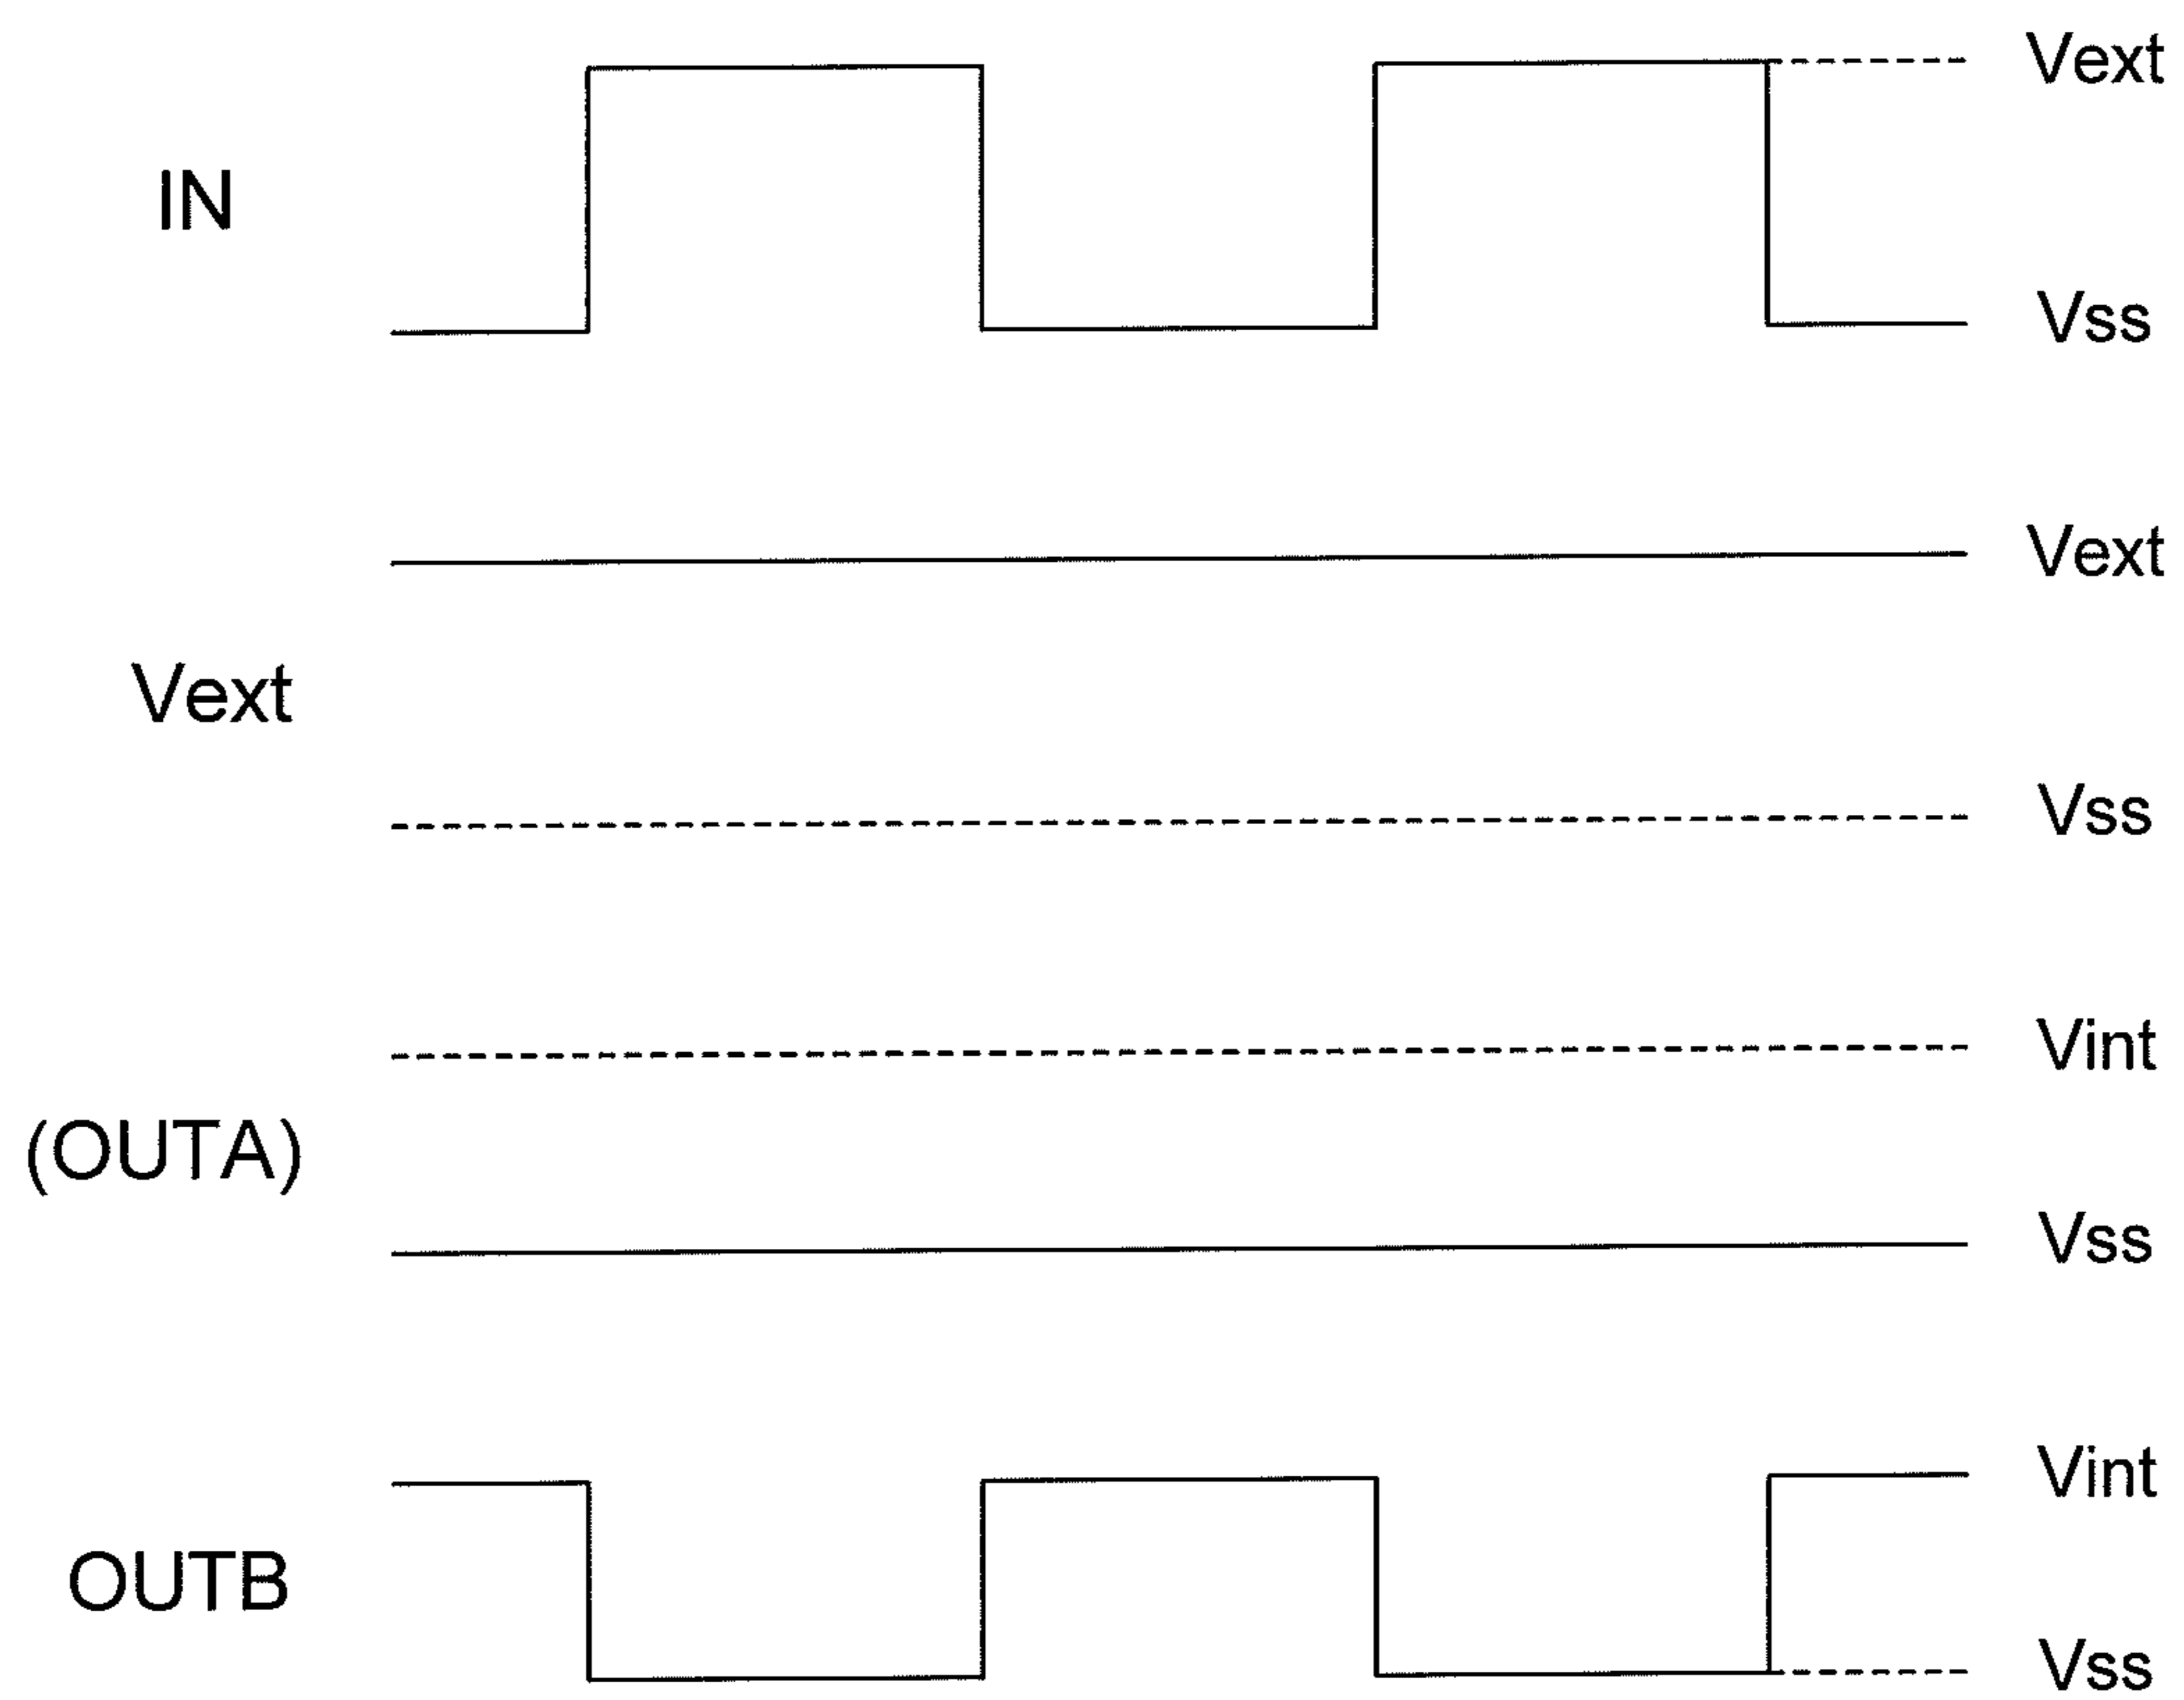 Vext
IN
Vss
Vext
Vext
Vss
Vint
(OUTA)
Vss
Vint
OUTB
Vss